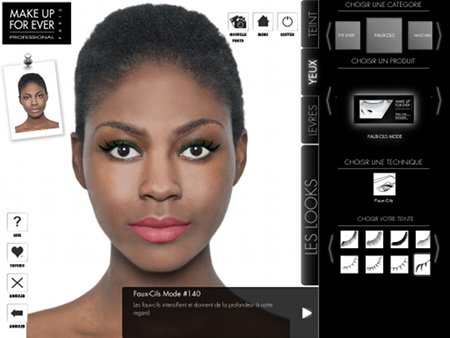 MAKE UP
FOR EVER
PARIS
PROFESSIONAL
NOUVELLE
PHOTO
MENU
QUITTER
TEINT
YEUX
LEVRES
LES LOOKS
CHOISIR UNE CATÉGORIE
EYE LINER
FAUX-CILS
MASCARA
CHOISIR UN PRODUIT
MAKE UP
FOR EVER
FAUX-CILS MODE
CHOISIR UNE TECHNIQUE
Faux-Cils
CHOISIR VOTRE TEINTE
?
AIDE
FAVORIS
ANNULER
Faux-Cils Mode #140
Les faux-cils intensifient et donnent de la profondeur à votre
regard.